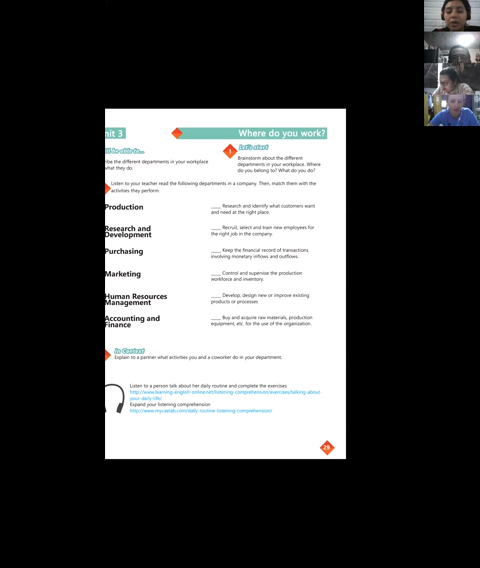 nit 3
Where do you work?
ll be able to...
ribe the different departments in your workplace
what they do.
1
Let's start
Brainstorm about the different
departments in your workplace. Where
do you belong to? What do you do?
Listen to your teacher read the following departments in a company. Then, match them with the
activities they perform
Production
____ Research and identify what customers want
and need at the right place.
Research and
Development
____ Recruit, select and train new employees for
the right job in the company.
Purchasing
____ Keep the financial record of transactions
involving monetary inflows and outflows.
Marketing
____ Control and supervise the production
workforce and inventory.
Human Resources
Management
____ Develop, design new or improve existing
products or processes
Accounting and
Finance
____ Buy and acquire raw materials, production
equipment, etc. for the use of the organization.
In Context
Explain to a partner what activities you and a coworker do in your department.
Listen to a person talk about her daily routine and complete the exercises
http://www.learning-english-online.net/listening-comprehension/exercises/talking-about-
your-daily-life/
Expand your listening comprehension
http://www.mycaslab.com/daily-routine-listening-comprehension/
29